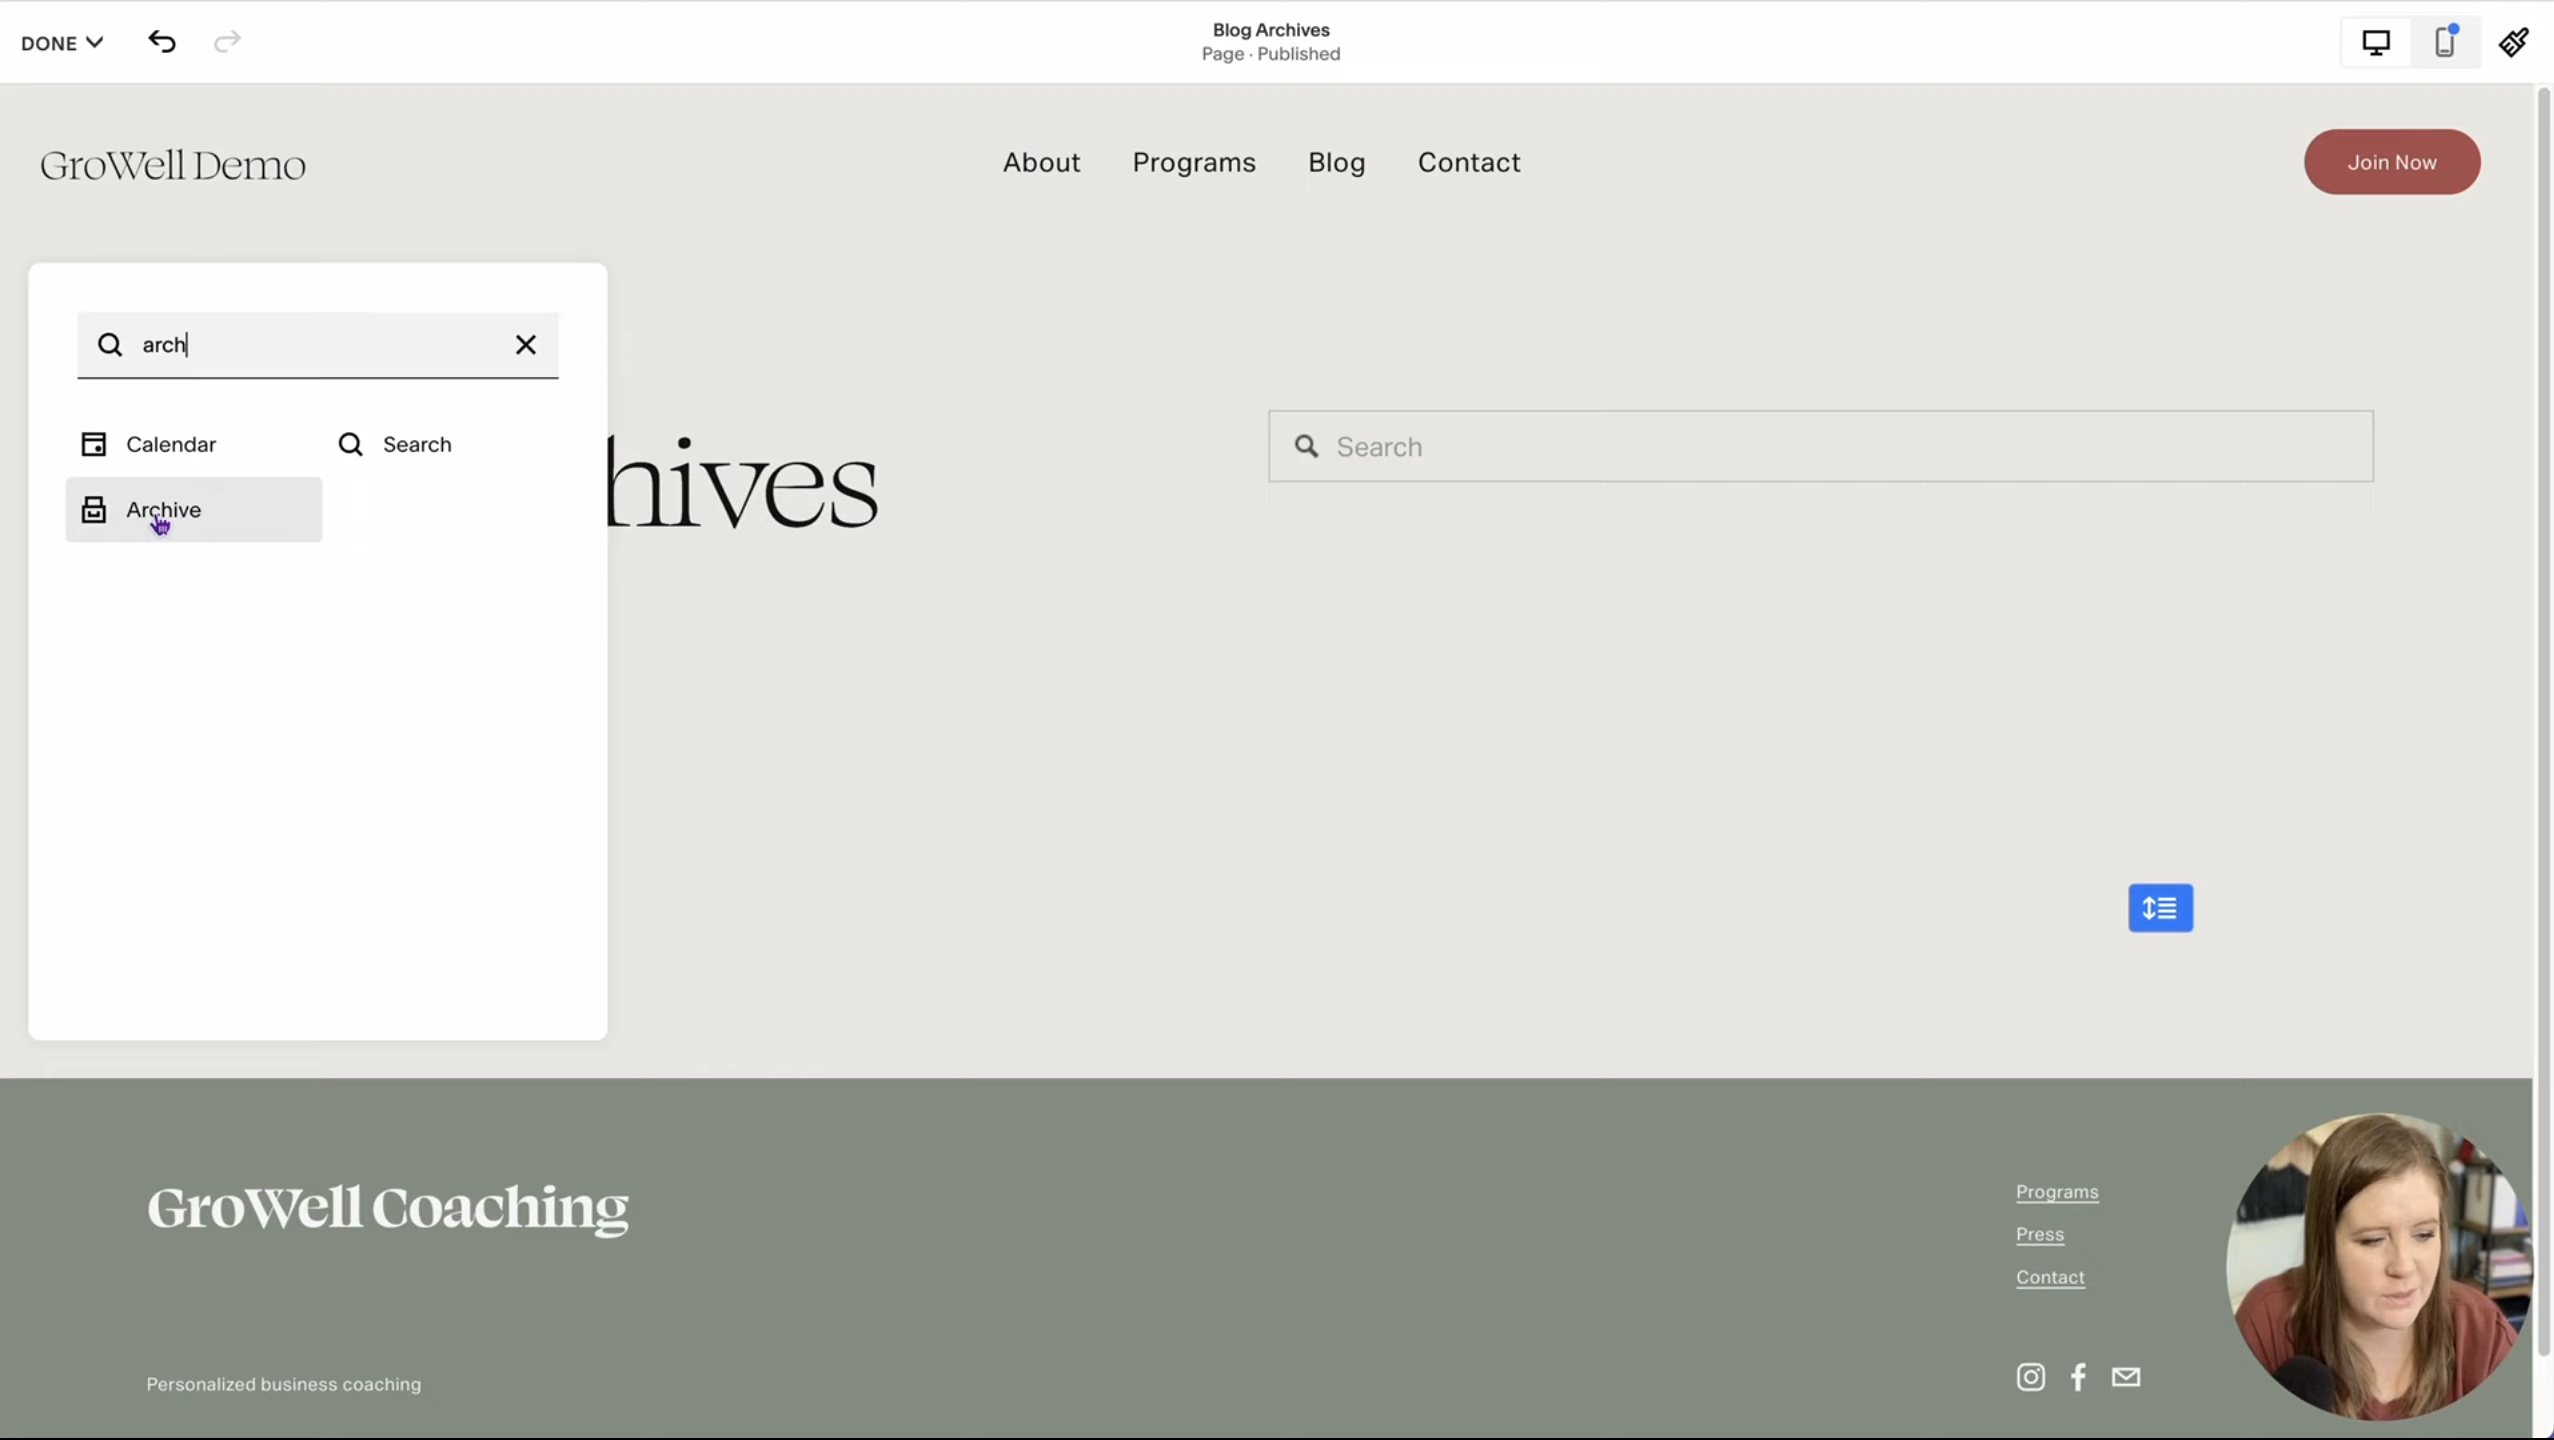 DONE
Blog Archives
Page · Published
GroWell Demo
About Programs Blog Contact
Join Now
arch
Calendar Search
Archive
hives
Search
GroWell Coaching
Programs
Press
Contact
Personalized business coaching